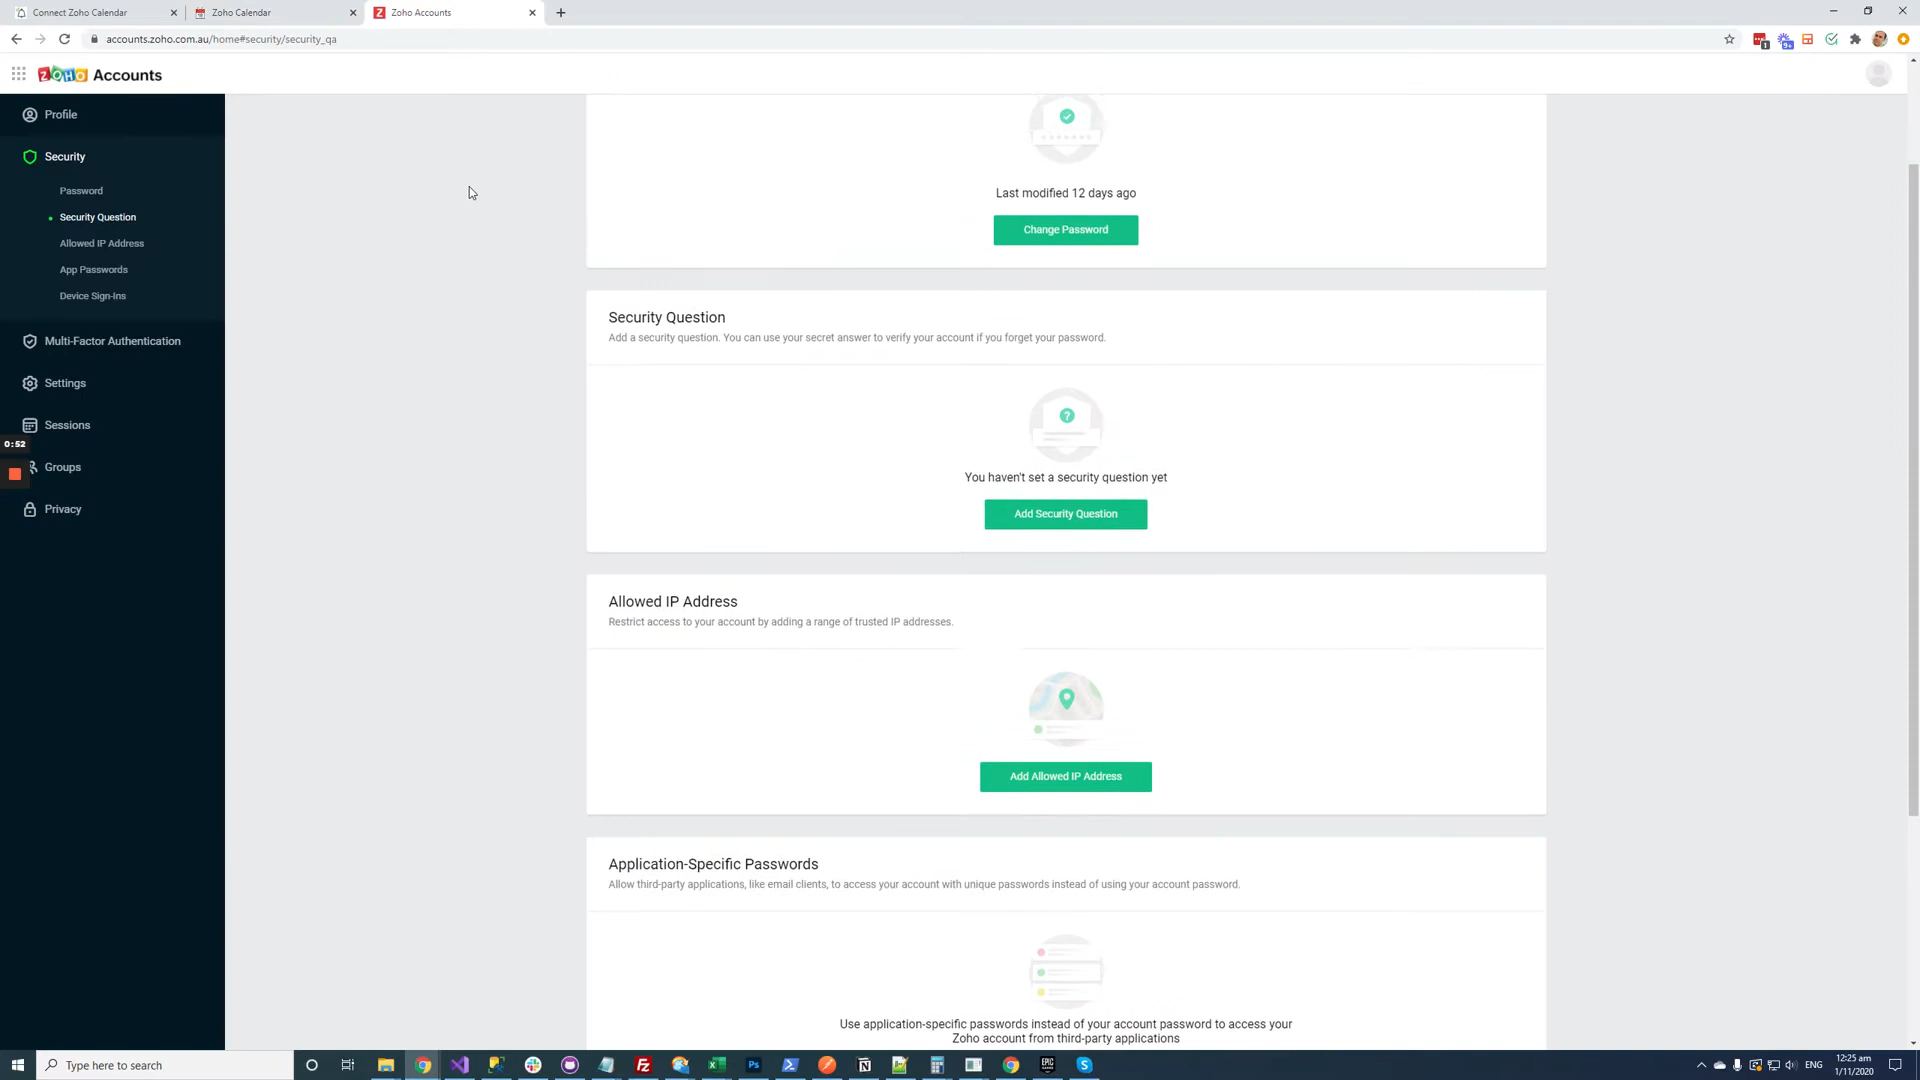 Connect Zoho Calendar
Zoho Calendar
Zoho Accounts
accounts.zoho.com.au/home#security/security_qa
1
9+
ZOHO Accounts
Profile
Security
Password
Security Question
Allowed IP Address
App Passwords
Device Sign-Ins
Multi-Factor Authentication
Settings
Sessions
0:52
Groups
Privacy
Last modified 12 days ago
Change Password
Security Question
Add a security question. You can use your secret answer to verify your account if you forget your password.
?
You haven't set a security question yet
Add Security Question
Allowed IP Address
Restrict access to your account by adding a range of trusted IP addresses.
Add Allowed IP Address
Application-Specific Passwords
Allow third-party applications, like email clients, to access your account with unique passwords instead of using your account password.
Use application-specific passwords instead of your account password to access your
Zoho account from third-party applications
Type here to search
ENG
12:25 am
1/11/2020